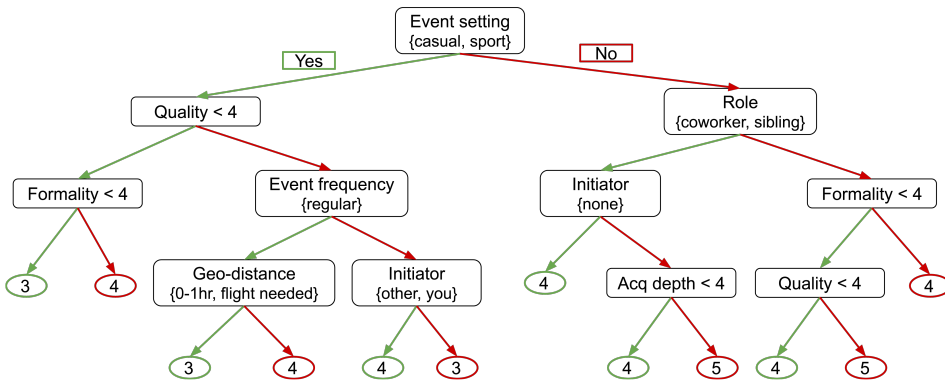 Event setting
{casual, sport}
Yes
No
Quality < 4
Role
{coworker, sibling}
Formality < 4
Event frequency
{regular}
Initiator
{none}
Formality < 4
3
4
Geo-distance
{0-1hr, flight needed}
Initiator
{other, you}
4
Acq depth < 4
Quality < 4
4
3
4
4
3
4
5
4
5